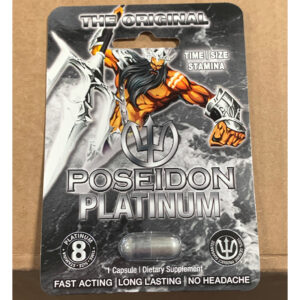 THE ORIGINAL
TIME | SIZE
STAMINA
POSEIDON
PLATINUM
PLATINUM
8
1 Capsule | Dietary Supplement
FAST ACTING | LONG LASTING | NO HEADACHE